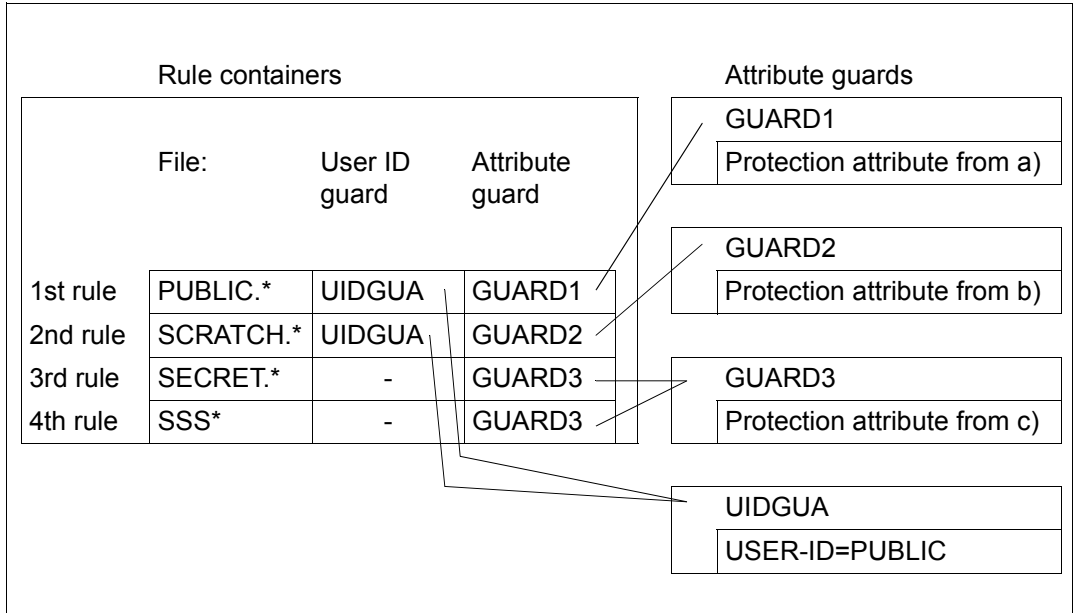 Rule containers
File: User ID guard Attribute guard
1st rule PUBLIC.* UIDGUA GUARD1
2nd rule SCRATCH.* UIDGUA GUARD2
3rd rule SECRET.* - GUARD3
4th rule SSS* - GUARD3
Attribute guards
GUARD1
Protection attribute from a)
GUARD2
Protection attribute from b)
GUARD3
Protection attribute from c)
UIDGUA
USER-ID=PUBLIC